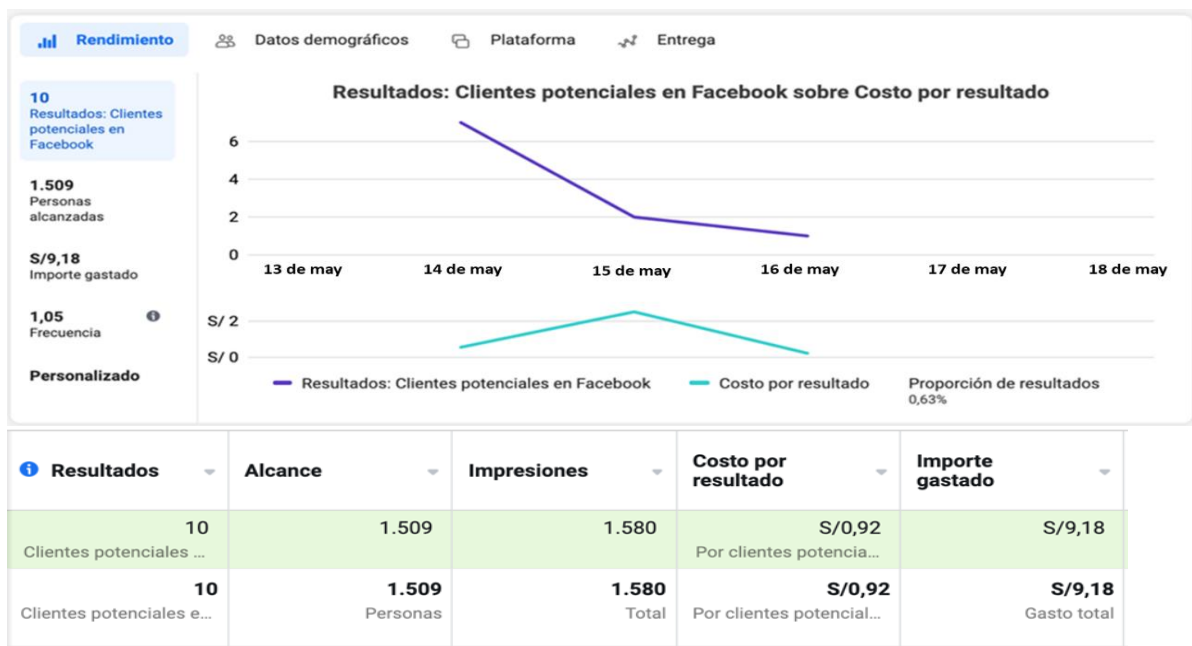 Rendimiento Datos demográficos Plataforma Entrega
10
Resultados: Clientes
potenciales en
Facebook
1.509
Personas
alcanzadas
S/9,18
Importe gastado
1,05
Frecuencia
Personalizado
Resultados: Clientes potenciales en Facebook sobre Costo por resultado
6
4
2
0
13 de may 14 de may 15 de may 16 de may 17 de may 18 de may
S/ 2
S/ 0
Resultados: Clientes potenciales en Facebook Costo por resultado Proporción de resultados
0,63%
Resultados Alcance Impresiones Costo por resultado Importe gastado
10 1.509 1.580 S/0,92 S/9,18
Clientes potenciales ... Por clientes potencia...
10 1.509 1.580 S/0,92 S/9,18
Clientes potenciales e... Personas Total Por clientes potencial... Gasto total